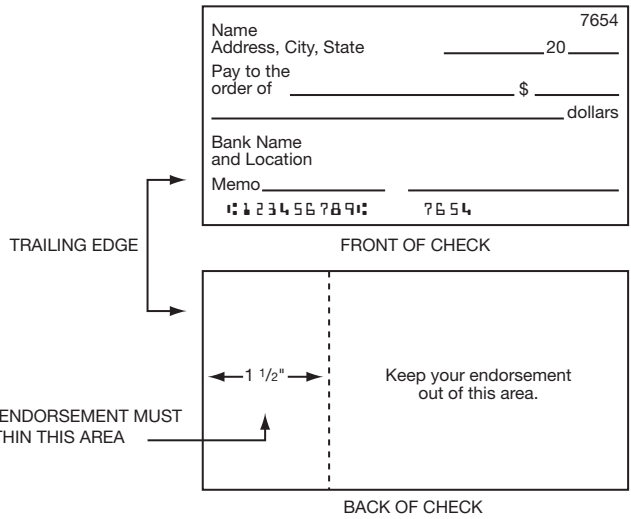 7654
Name
Address, City, State
20
Pay to the
order of $
dollars
Bank Name
and Location
Memo
⑆123456789⑆ 7654
TRAILING EDGE
FRONT OF CHECK
1 1/2"
Keep your endorsement
out of this area.
ENDORSEMENT MUST
THIN THIS AREA
BACK OF CHECK